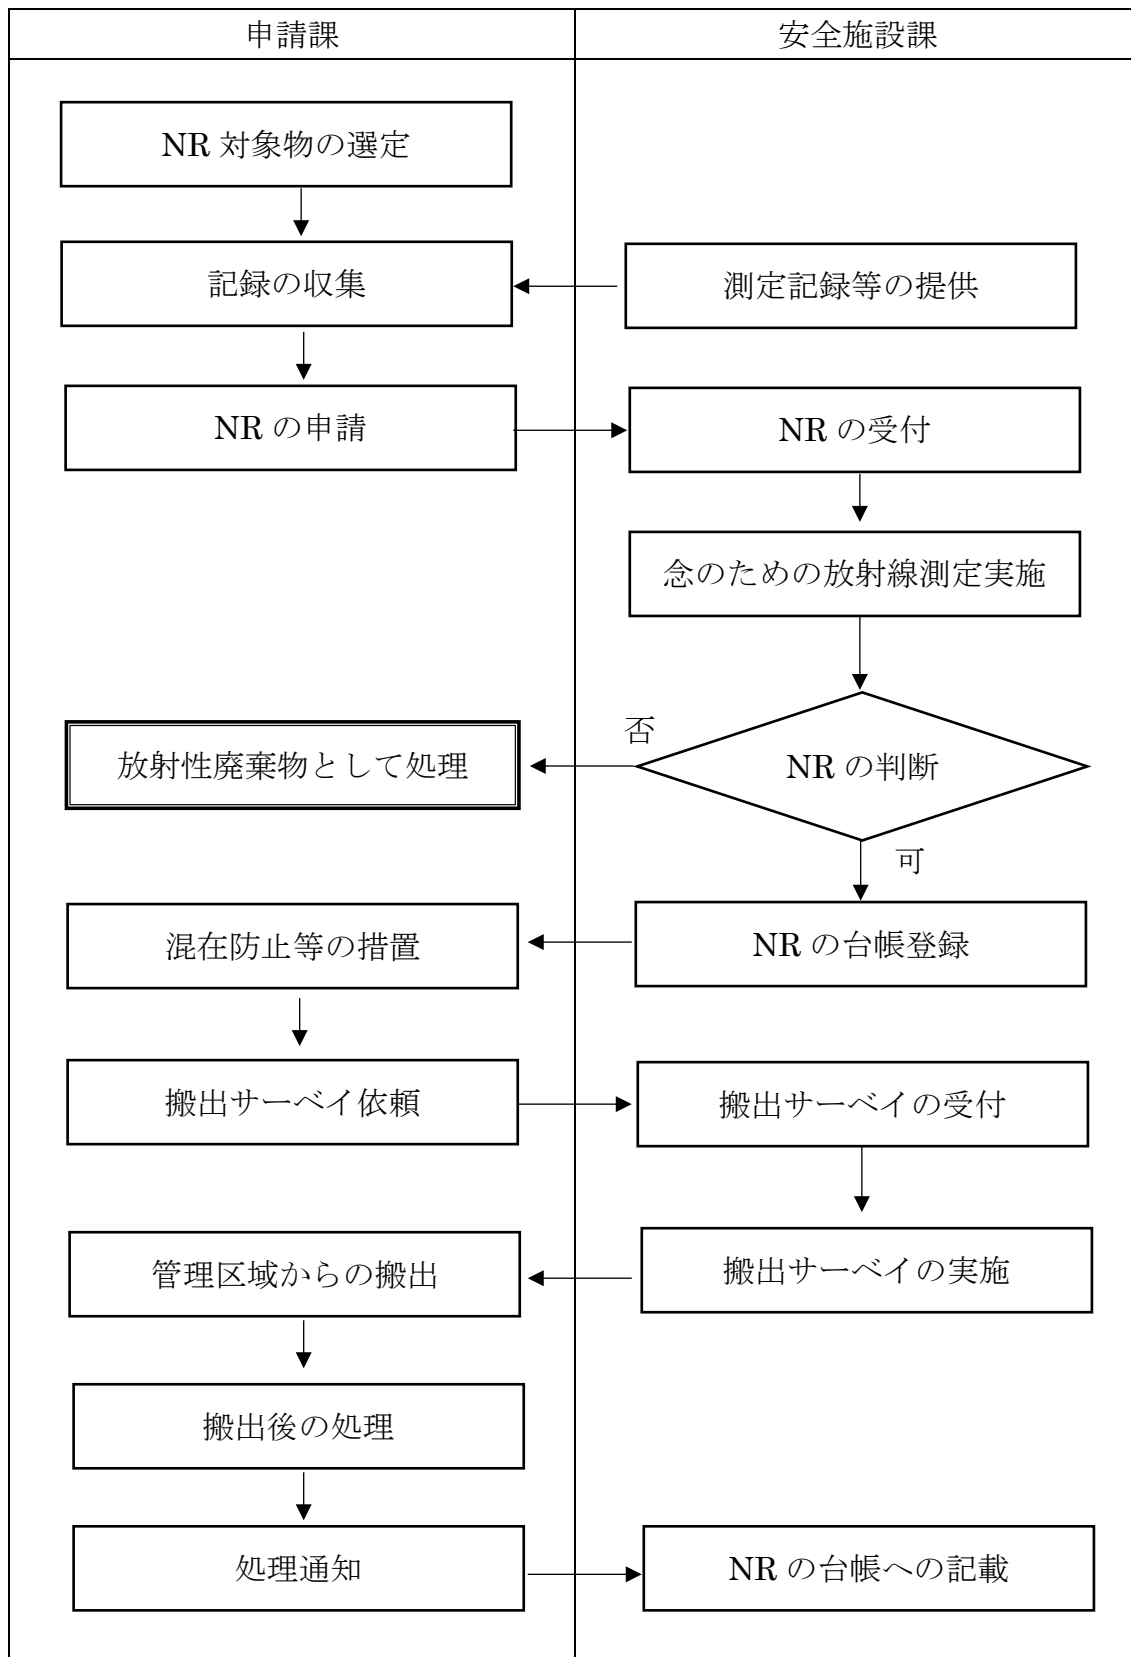 申請課
安全施設課
NR 対象物の選定
記録の収集
測定記録等の提供
NR の申請
NR の受付
念のための放射線測定実施
否
放射性廃棄物として処理
NR の判断
可
混在防止等の措置
NR の台帳登録
搬出サーベイ依頼
搬出サーベイの受付
管理区域からの搬出
搬出サーベイの実施
搬出後の処理
処理通知
NR の台帳への記載